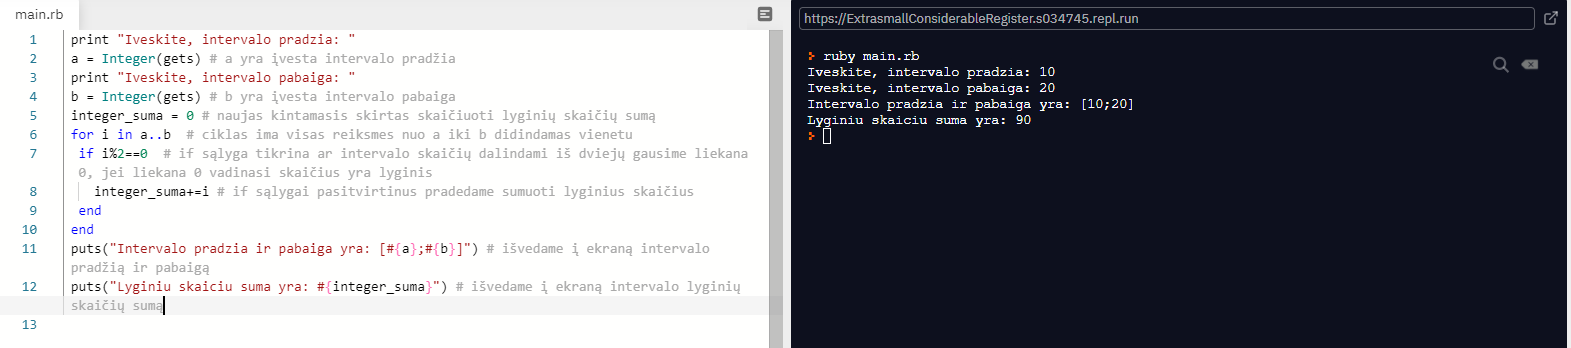 main.rb
1 print "Iveskite, intervalo pradzia: "
2 a = Integer(gets) # a yra įvesta intervalo pradžia
3 print "Iveskite, intervalo pabaiga: "
4 b = Integer(gets) # b yra įvesta intervalo pabaiga
5 integer_suma = 0 # naujas kintamasis skirtas skaičiuoti lyginių skaičių sumą
6 for i in a..b  # ciklas ima visas reiksmes nuo a iki b didindamas vienetu
7 if i%2==0  # if sąlyga tikrina ar intervalo skaičių dalindami iš dviejų gausime liekana
0, jei liekana 0 vadinasi skaičius yra lyginis
8 integer_suma+=i # if sąlygai pasitvirtinus pradedame sumuoti lyginius skaičius
9 end
10 end
11 puts("Intervalo pradzia ir pabaiga yra: [#{a};#{b}]") # išvedame į ekraną intervalo
pradžią ir pabaigą
12 puts("Lyginiu skaiciu suma yra: #{integer_suma}") # išvedame į ekraną intervalo lyginių
skaičių sumą
13
https://ExtrasmallConsiderableRegister.s034745.repl.run
ruby main.rb
Iveskite, intervalo pradzia: 10
Iveskite, intervalo pabaiga: 20
Intervalo pradzia ir pabaiga yra: [10;20]
Lyginiu skaiciu suma yra: 90